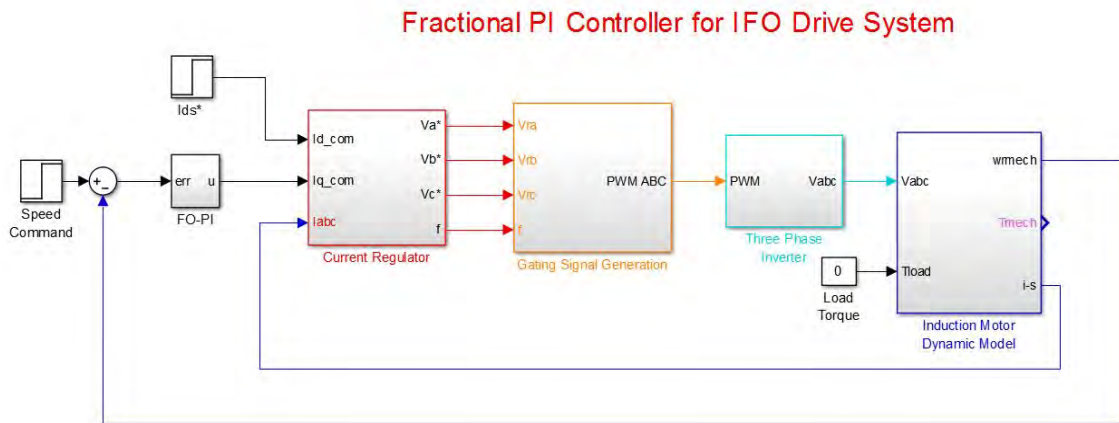 Fractional PI Controller for IFO Drive System
Ids*
Speed
Command
+
-
err
u
FO-PI
Id_com
Iq_com
Iabc
Va*
Vb*
Vc*
f
Current Regulator
Vra
Vrb
Vrc
f
PWM ABC
Gating Signal Generation
PWM
Vabc
Three Phase
Inverter
0
Load
Torque
Vabc
Tload
wrmech
Tmech
i-s
Induction Motor
Dynamic Model